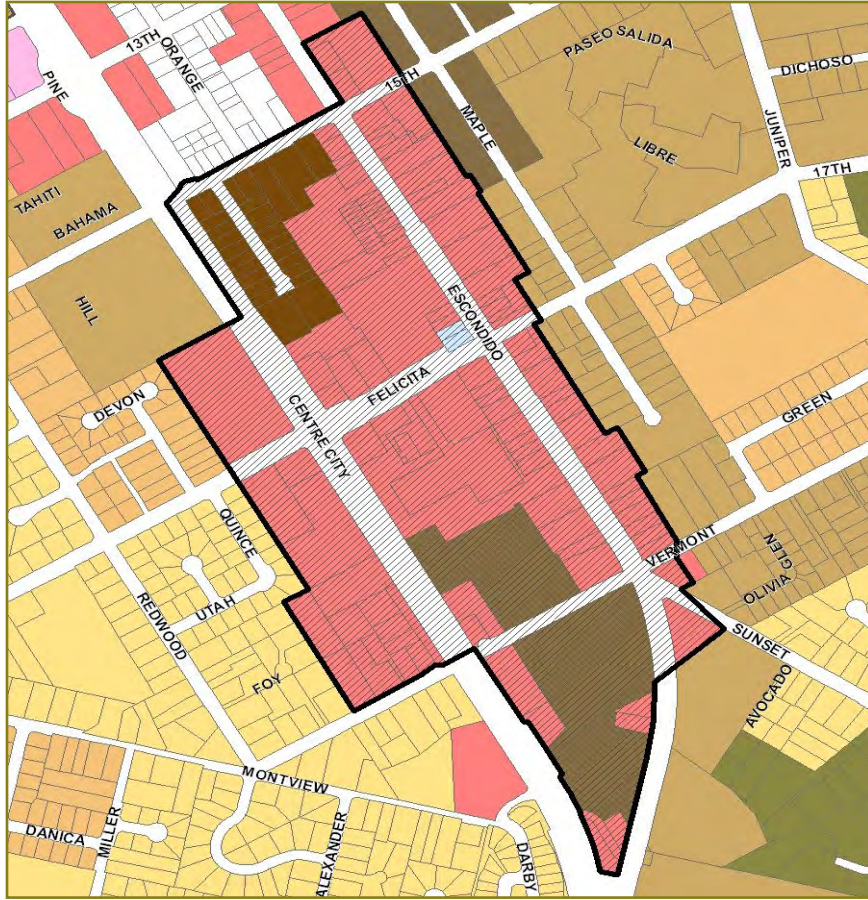 13TH
ORANGE
PINE
15TH
PASEO SALIDA
DICHOSO
MAPLE
JUNIPER
LIBRE
17TH
TAHITI
BAHAMA
HILL
ESCONDIDO
FELICITA
DEVON
CENTRE CITY
GREEN
QUINCE
VERMONT
GLEN
OLIVIA
UTAH
REDWOOD
SUNSET
FOY
AVOCADO
MONTVIEW
MILLER
DANICA
ALEXANDER
DARBY